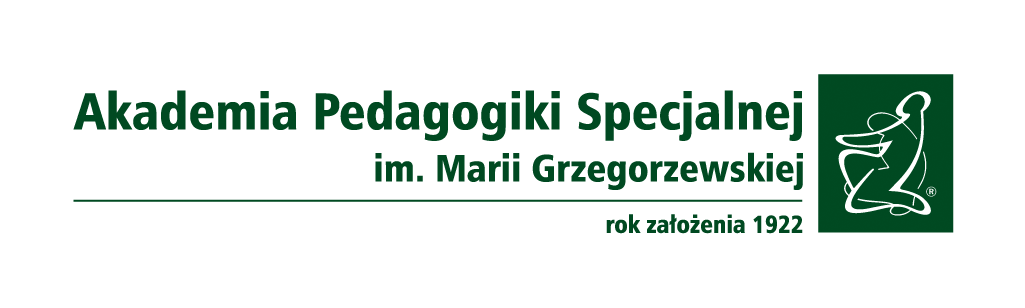 Akademia Pedagogiki Specjalnej
im. Marii Grzegorzewskiej
rok założenia 1922
®